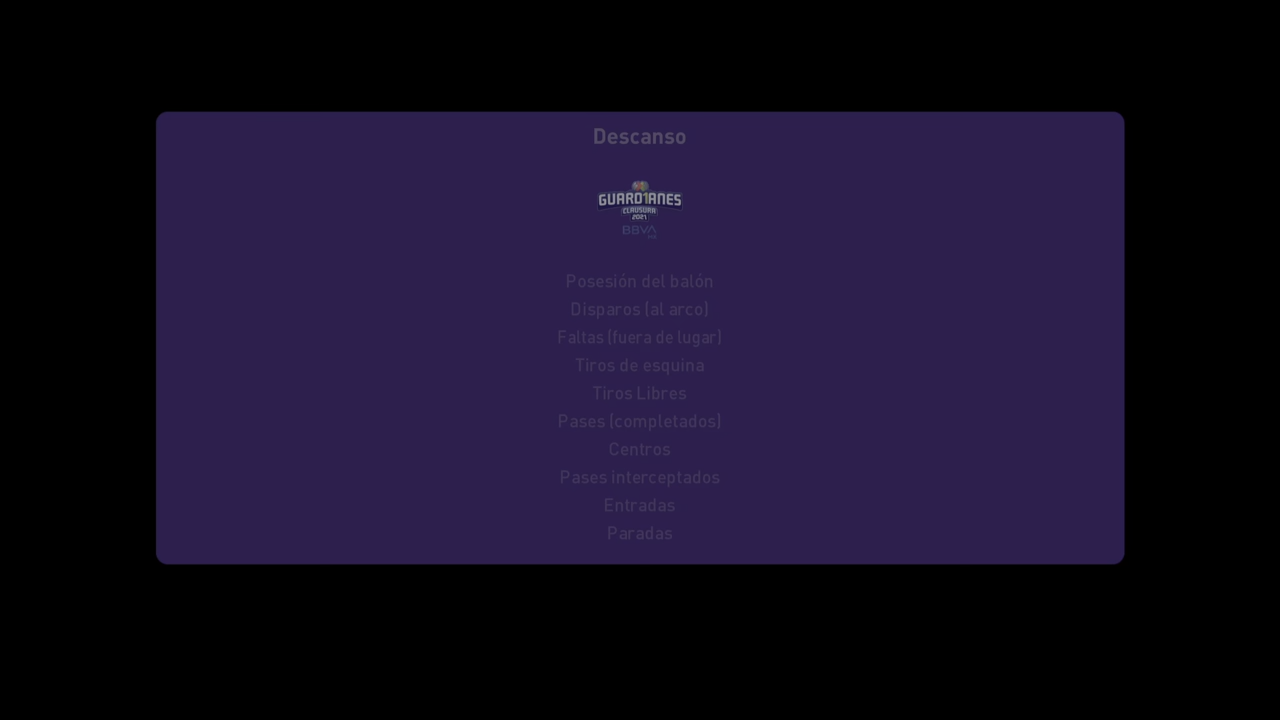 Descanso
GUARD1ANES
CLAUSURA
2021
BBVA
Posesión del balón
Disparos (al arco)
Faltas (fuera de lugar)
Tiros de esquina
Tiros Libres
Pases (completados)
Centros
Pases interceptados
Entradas
Paradas